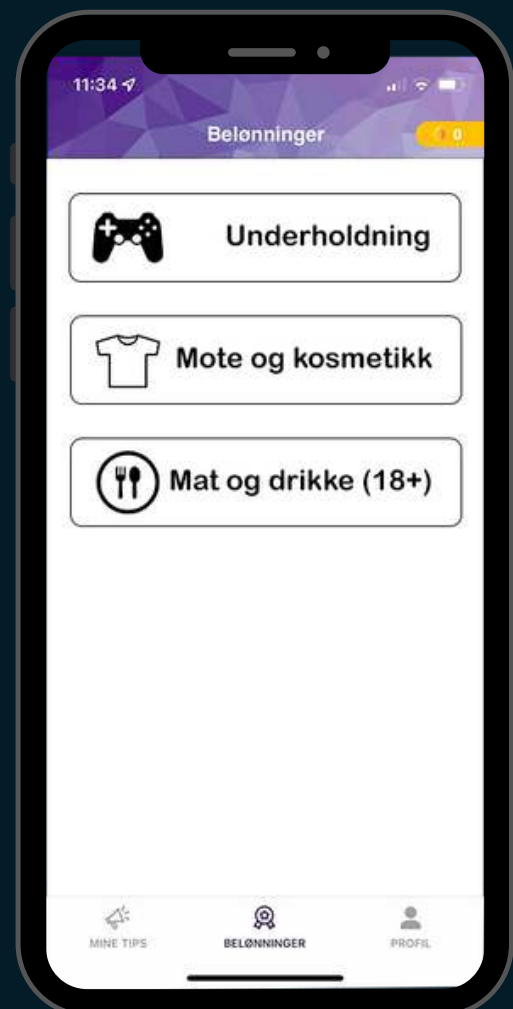 11:34
Belønninger
0
Underholdning
Mote og kosmetikk
Mat og drikke (18+)
MINE TIPS
BELØNNINGER
PROFIL